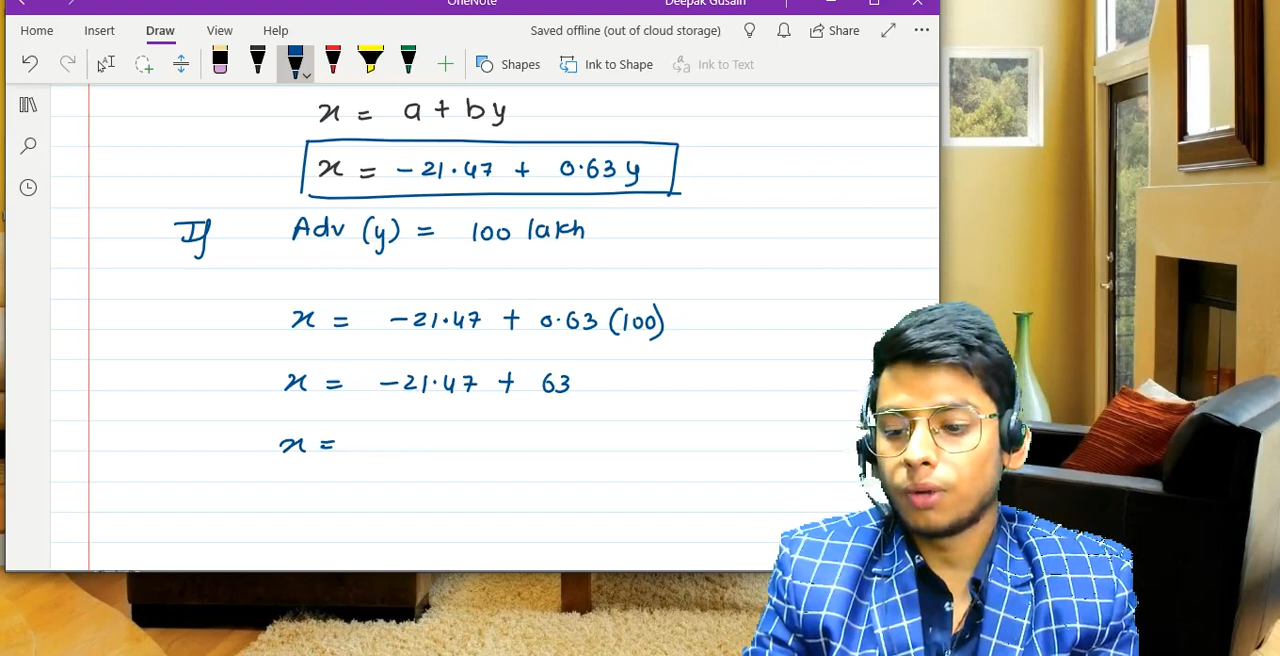 OneNote
Deepak Gusain
Home Insert Draw View Help Saved offline (out of cloud storage) Share
Shapes Ink to Shape Ink to Text
x = a + by
x = -21.47 + 0.63 y
If Adv (y) = 100 lakh
x = -21.47 + 0.63 (100)
x = -21.47 + 63
x =